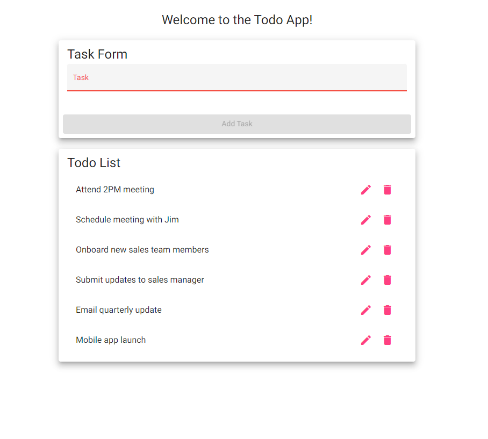 Welcome to the Todo App!
Task Form
Task
Add Task
Todo List
Attend 2PM meeting
Schedule meeting with Jim
Onboard new sales team members
Submit updates to sales manager
Email quarterly update
Mobile app launch